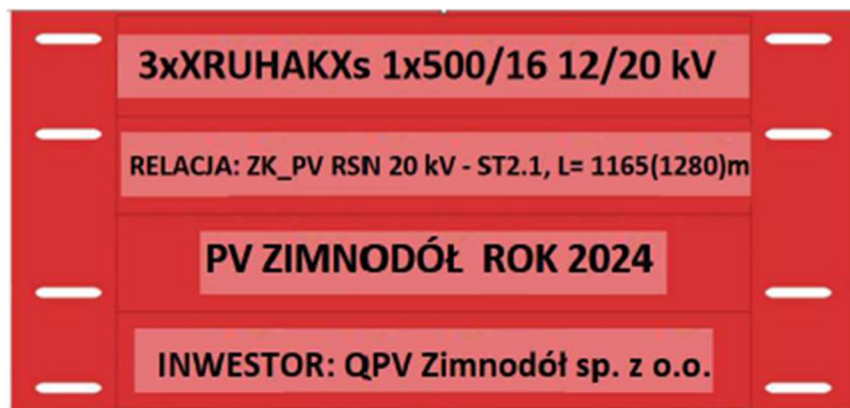 3xXRUHAKXs 1x500/16 12/20 kV
RELACJA: ZK_PV RSN 20 kV - ST2.1, L= 1165(1280)m
PV ZIMNODÓŁ ROK 2024
INWESTOR: QPV Zimnodół sp. z o.o.